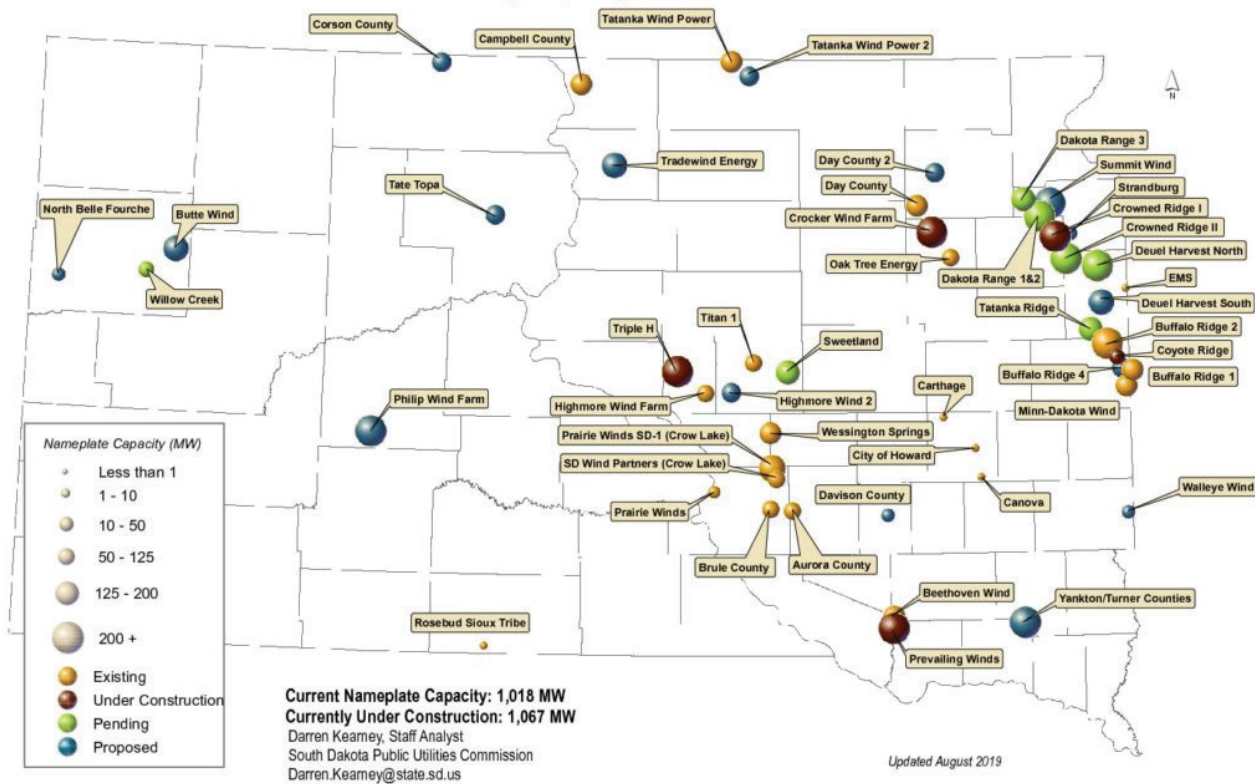 Tatanka Wind Power
Corson County
Campbell County
Tatanka Wind Power 2
N
Dakota Range 3
Tradewind Energy
Day County 2
Summit Wind
Tate Topa
Day County
Strandburg
North Belle Fourche
Butte Wind
Crocker Wind Farm
Crowned Ridge I
Crowned Ridge II
Deuel Harvest North
Oak Tree Energy
Dakota Range 1&2
EMS
Willow Creek
Deuel Harvest South
Tatanka Ridge
Titan 1
Triple H
Sweetland
Buffalo Ridge 2
Coyote Ridge
Buffalo Ridge 4
Buffalo Ridge 1
Carthage
Philip Wind Farm
Highmore Wind Farm
Highmore Wind 2
Minn-Dakota Wind
Prairie Winds SD-1 (Crow Lake)
Wessington Springs
City of Howard
SD Wind Partners (Crow Lake)
Davison County
Canova
Walleye Wind
Prairie Winds
Brule County
Aurora County
Beethoven Wind
Yankton/Turner Counties
Rosebud Sioux Tribe
Prevailing Winds
Nameplate Capacity (MW)
Less than 1
1 - 10
10 - 50
50 - 125
125 - 200
200 +
Existing
Under Construction
Pending
Proposed
Current Nameplate Capacity: 1,018 MW
Currently Under Construction: 1,067 MW
Darren Kearney, Staff Analyst
South Dakota Public Utilities Commission
Darren.Kearney@state.sd.us
Updated August 2019